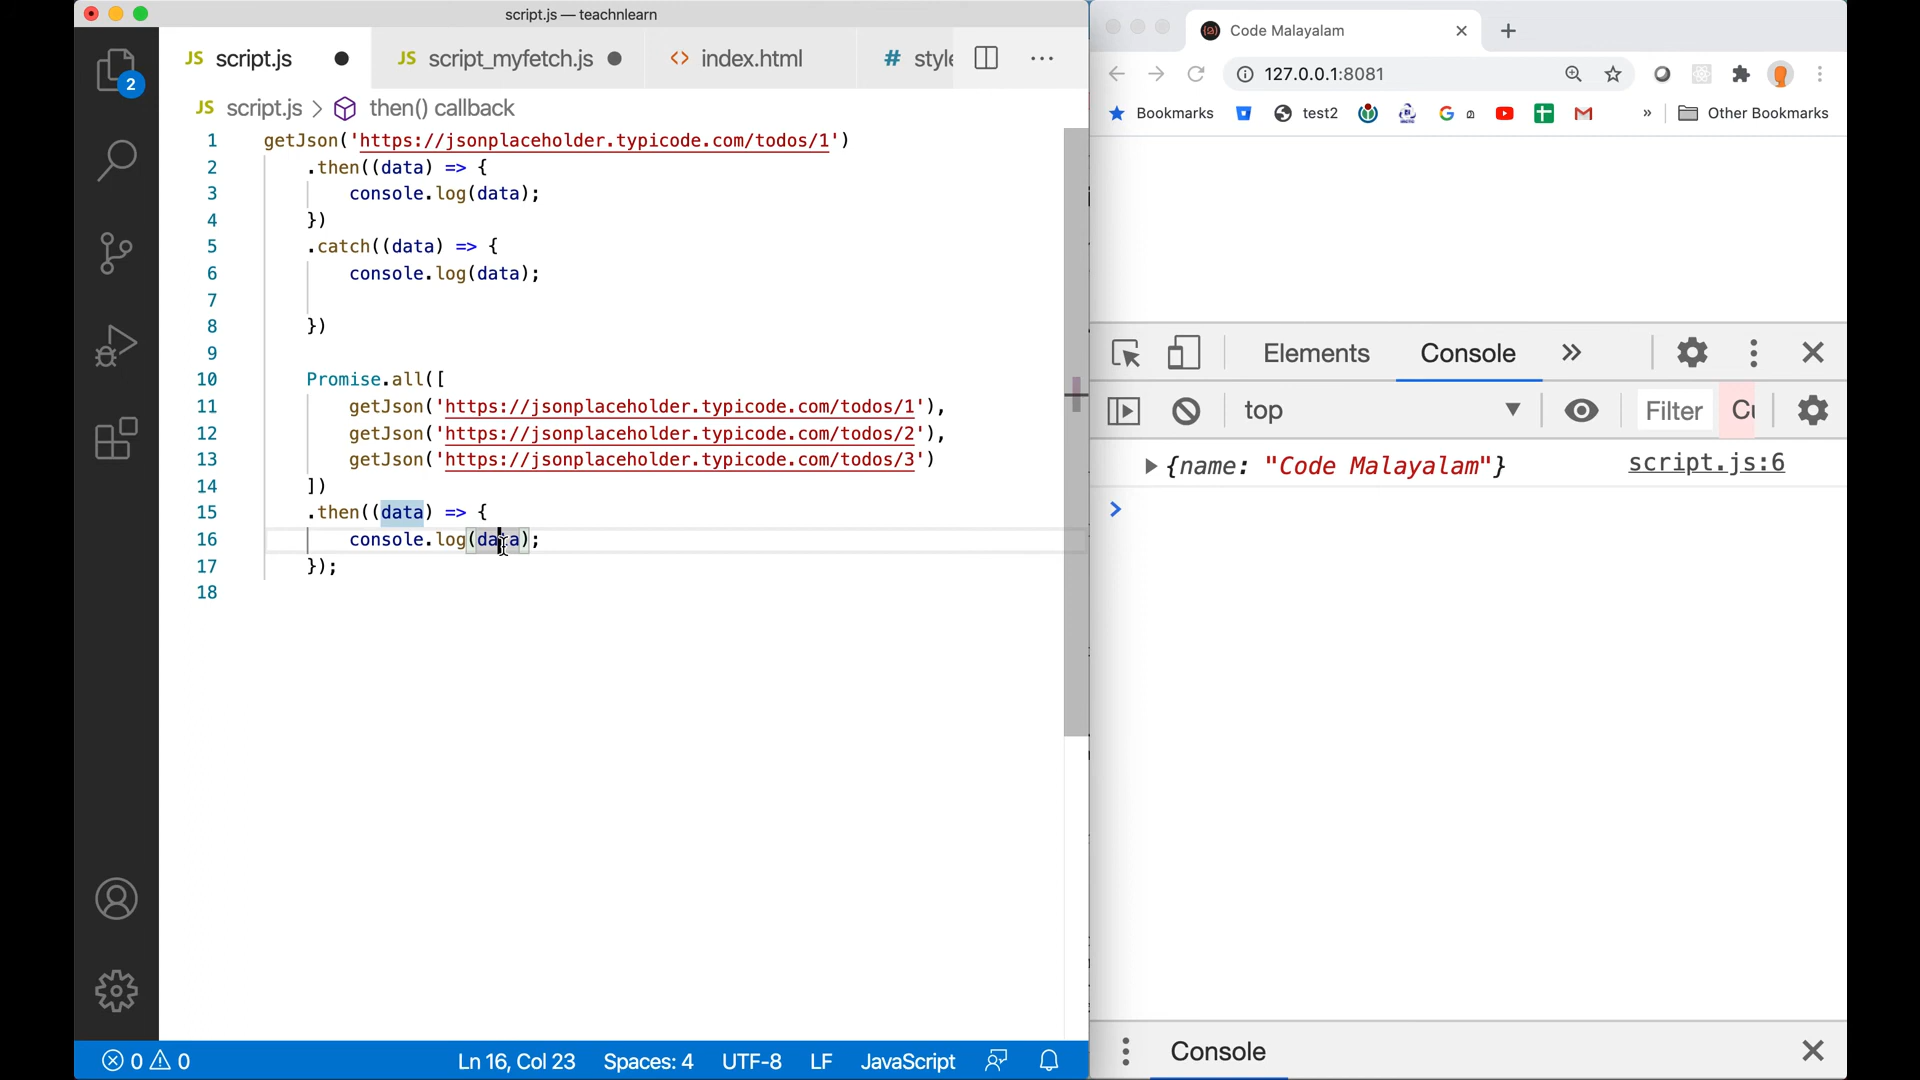 script.js — teachnlearn
JS script.js
JS script_myfetch.js
<> index.html
# style
JS script.js > then() callback
2
1 getJson('https://jsonplaceholder.typicode.com/todos/1')
2 .then((data) => {
3 console.log(data);
4 })
5 .catch((data) => {
6 console.log(data);
7
8 })
9
10 Promise.all([
11 getJson('https://jsonplaceholder.typicode.com/todos/1'),
12 getJson('https://jsonplaceholder.typicode.com/todos/2'),
13 getJson('https://jsonplaceholder.typicode.com/todos/3')
14 ])
15 .then((data) => {
16 console.log(data);
17 });
18
0 0 Ln 16, Col 23 Spaces: 4 UTF-8 LF JavaScript
Code Malayalam
127.0.0.1:8081
Bookmarks test2 ത » Other Bookmarks
Elements Console »
top Filter
{name: "Code Malayalam"} script.js:6
>
Console